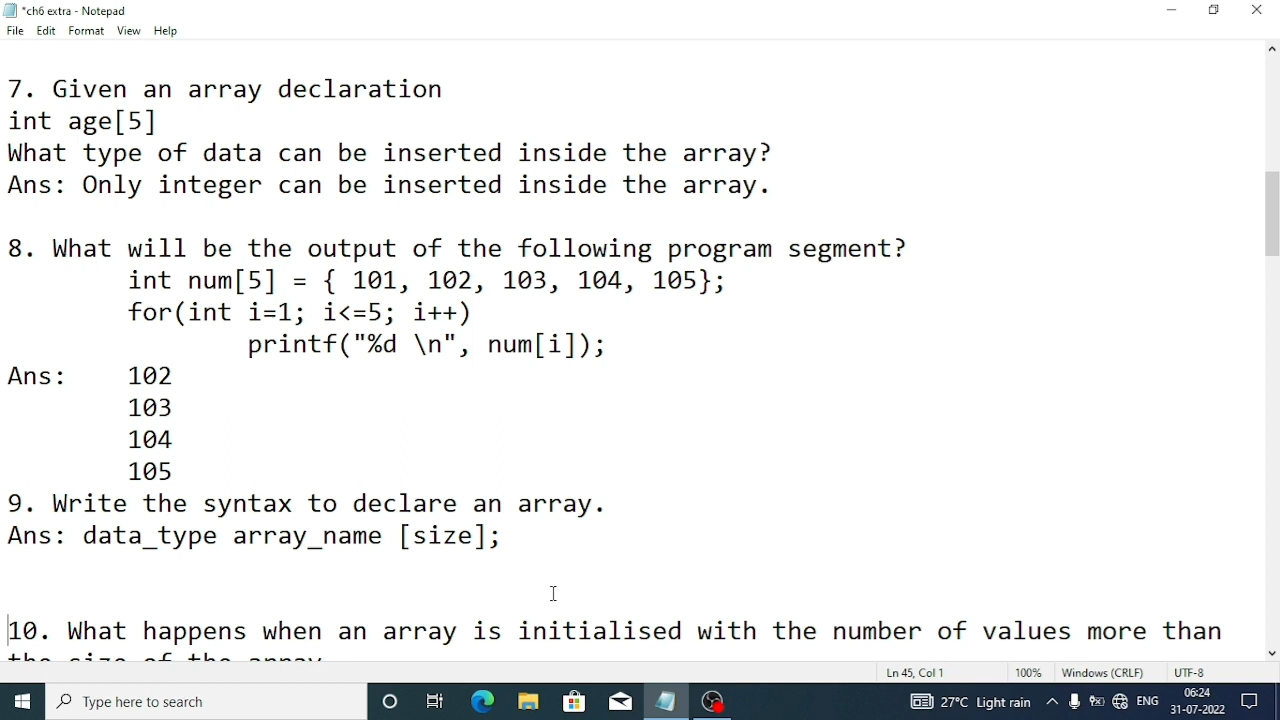 *ch6 extra - Notepad
File Edit Format View Help
7. Given an array declaration
int age[5]
What type of data can be inserted inside the array?
Ans: Only integer can be inserted inside the array.
8. What will be the output of the following program segment?
int num[5] = { 101, 102, 103, 104, 105};
for(int i=1; i<=5; i++)
printf("%d \n", num[i]);
Ans: 102
103
104
105
9. Write the syntax to declare an array.
Ans: data_type array_name [size];
10. What happens when an array is initialised with the number of values more than
the size of the array
Ln 45, Col 1 100% Windows (CRLF) UTF-8
Type here to search 27°C Light rain ENG 06:24
31-07-2022